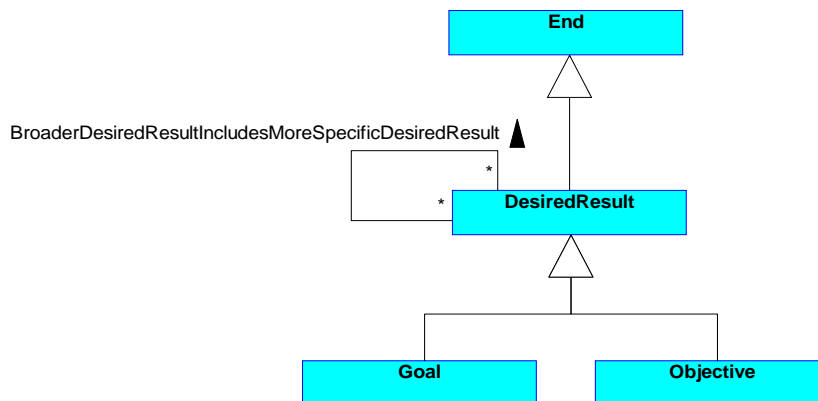 End
BroaderDesiredResultIncludesMoreSpecificDesiredResult
*
*
DesiredResult
Goal
Objective